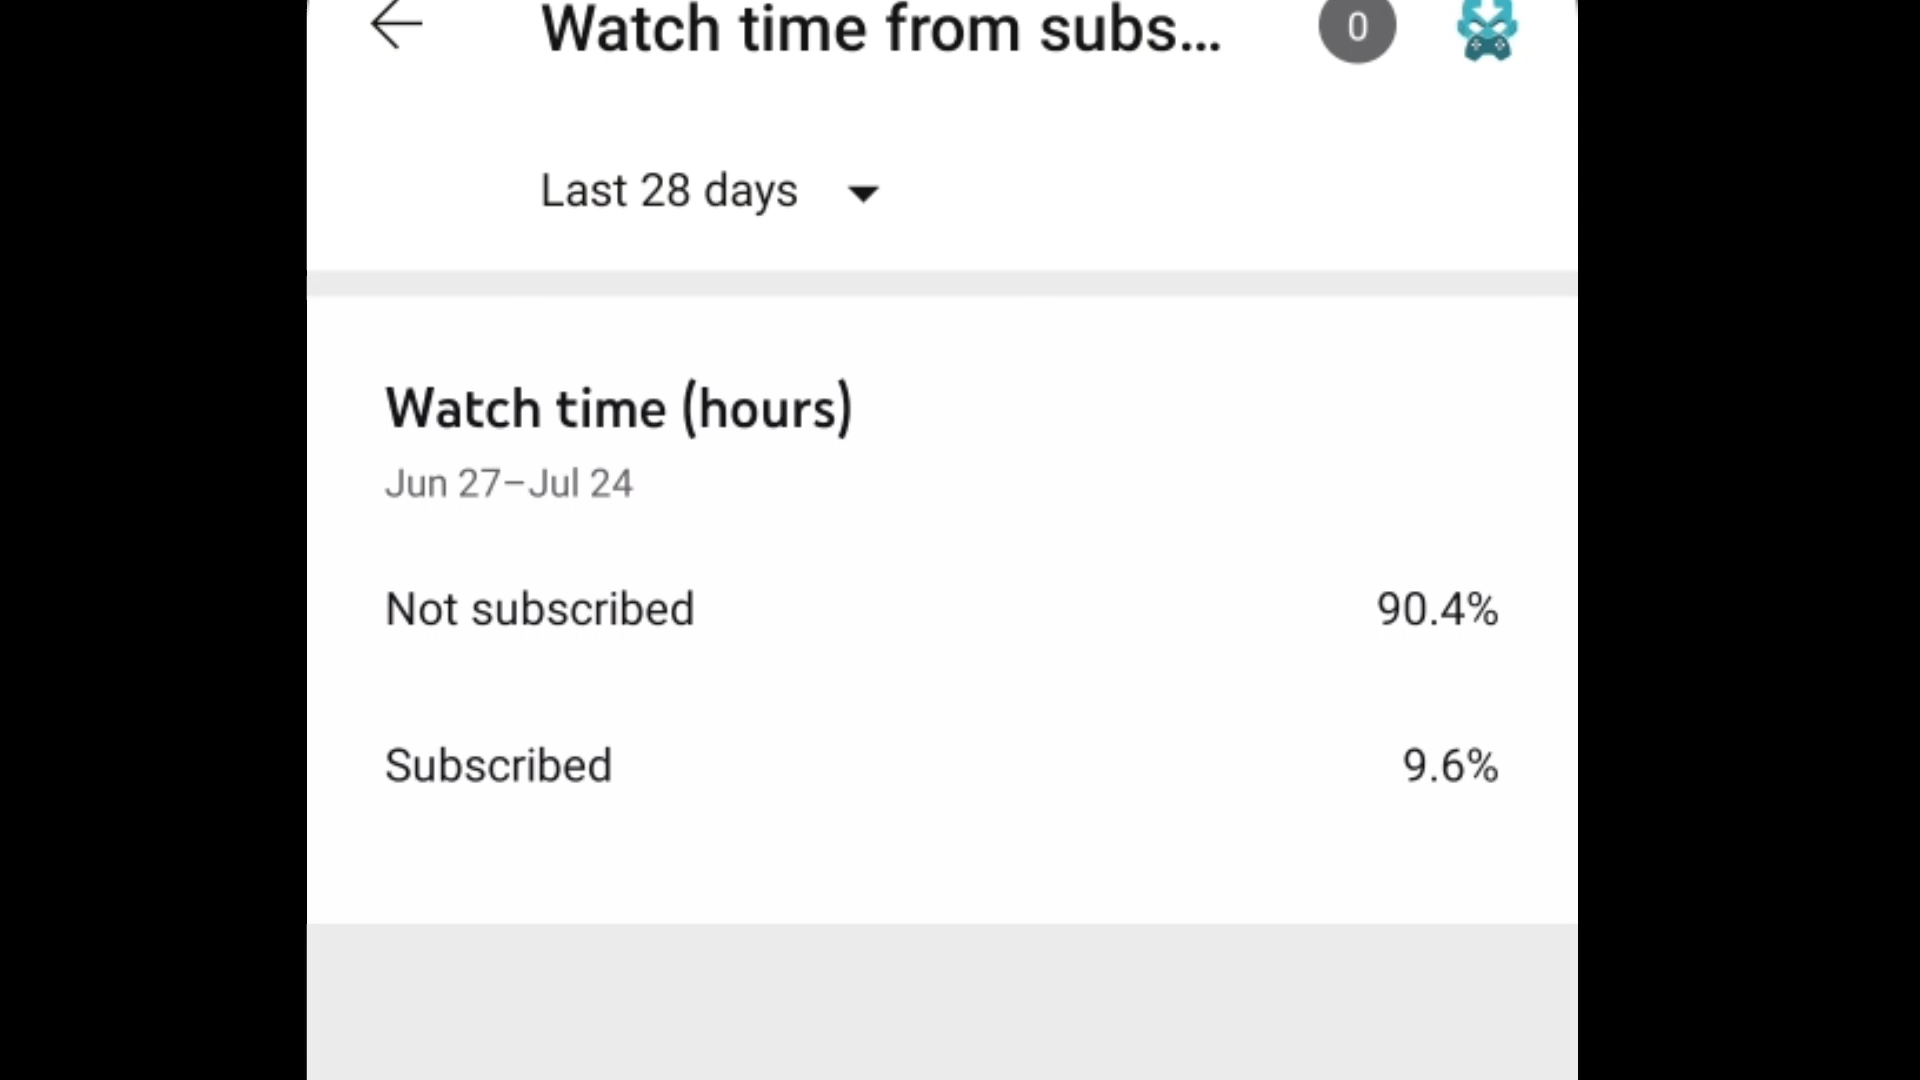 Watch time from subs...
0
Last 28 days
Watch time (hours)
Jun 27–Jul 24
Not subscribed
90.4%
Subscribed
9.6%